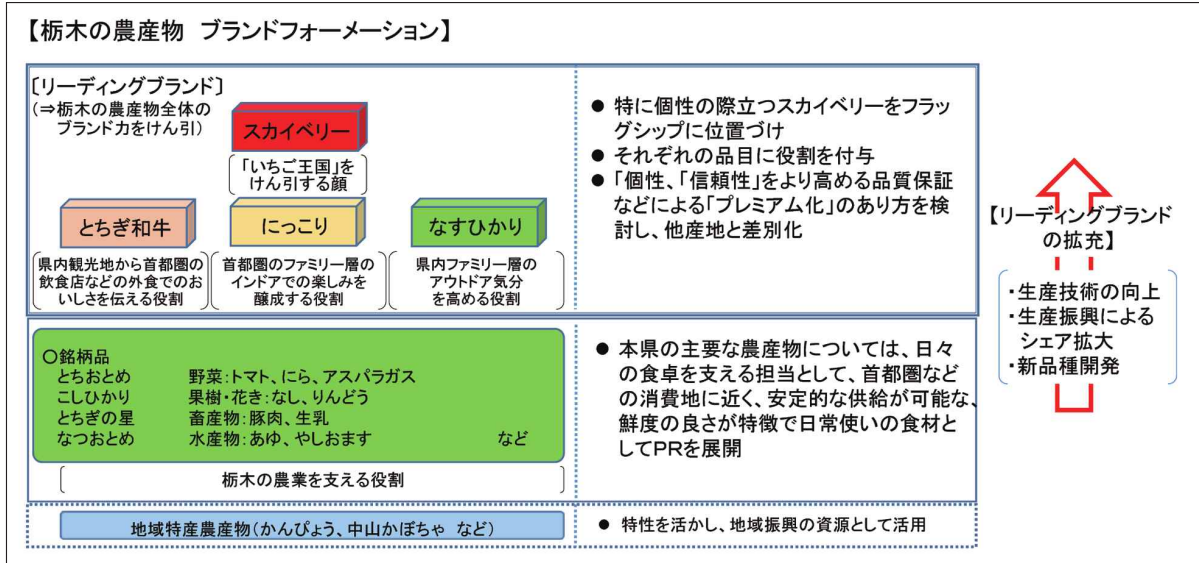 【栃木の農産物 ブランドフォーメーション】
〔リーディングブランド〕
(⇒栃木の農産物全体の
ブランド力をけん引)
スカイベリー
「いちご王国」を
けん引する顔
とちぎ和牛
にっこり
なすひかり
県内観光地から首都圏の
飲食店などの外食でのお
いしさを伝える役割
首都圏のファミリー層の
インドアでの楽しみを
醸成する役割
県内ファミリー層の
アウトドア気分
を高める役割
● 特に個性の際立つスカイベリーをフラッ
グシップに位置づけ
● それぞれの品目に役割を付与
● 「個性、「信頼性」をより高める品質保証
などによる「プレミアム化」のあり方を検
討し、他産地と差別化
〇銘柄品
とちおとめ 野菜:トマト、にら、アスパラガス
こしひかり 果樹・花き:なし、りんどう
とちぎの星 畜産物:豚肉、生乳
なつおとめ 水産物:あゆ、やしおます など
栃木の農業を支える役割
● 本県の主要な農産物については、日々
の食卓を支える担当として、首都圏など
の消費地に近く、安定的な供給が可能な、
鮮度の良さが特徴で日常使いの食材と
してPRを展開
地域特産農産物(かんぴょう、中山かぼちゃ など)
● 特性を活かし、地域振興の資源として活用
【リーディングブランド
の拡充】
・生産技術の向上
・生産振興による
シェア拡大
・新品種開発